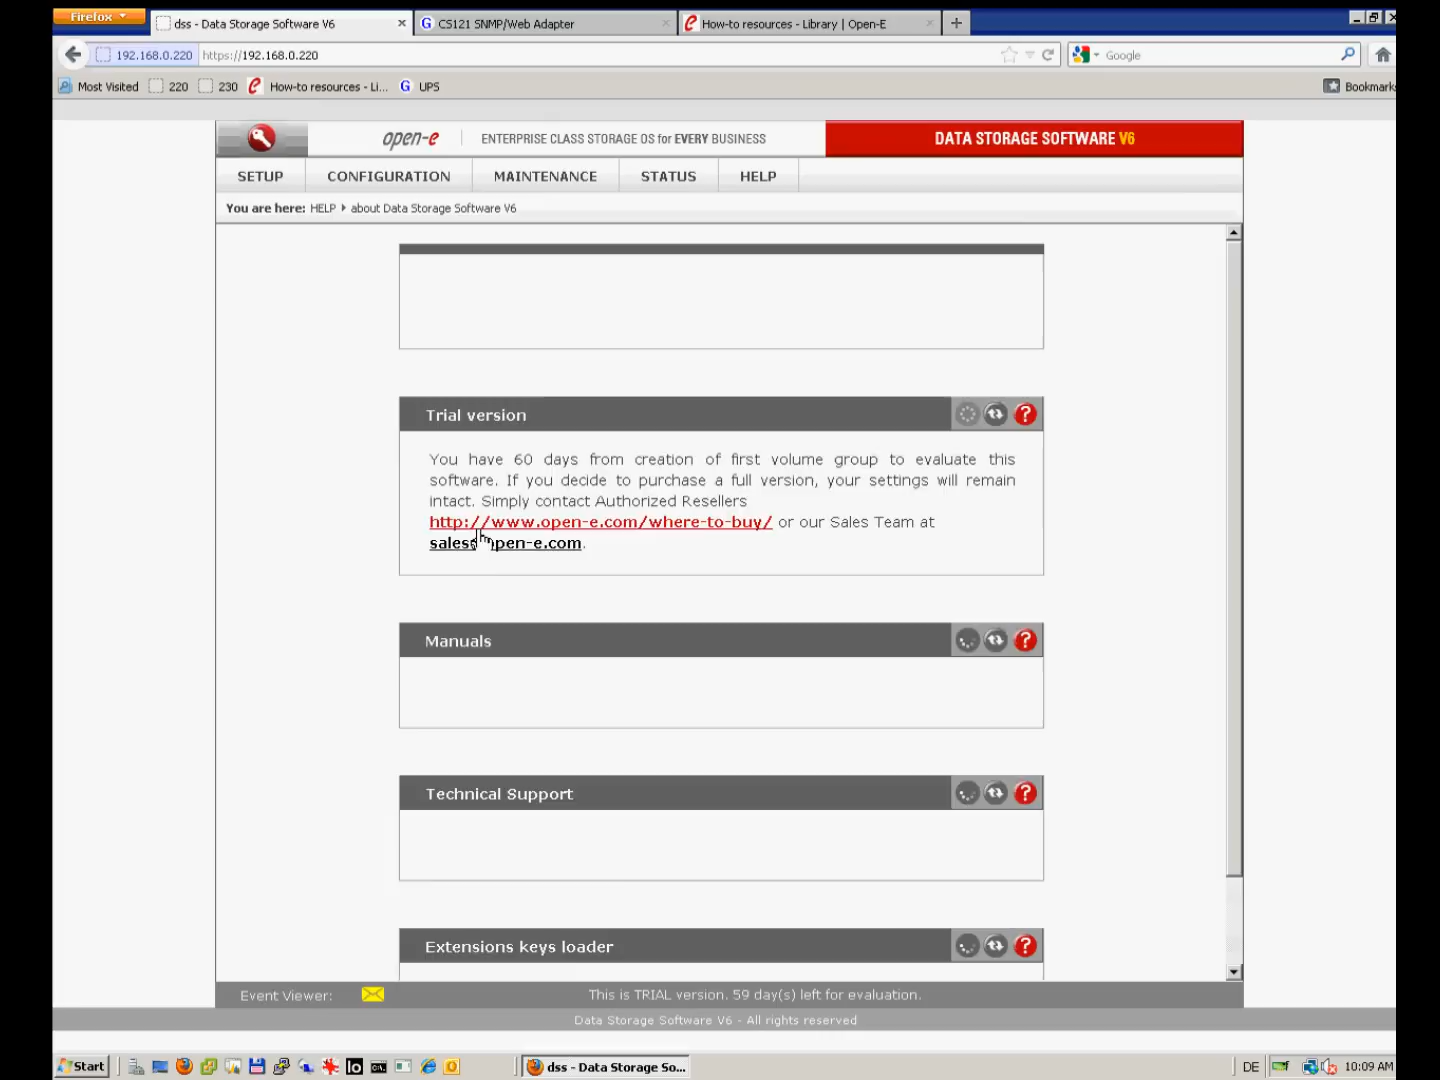 Firefox
dss - Data Storage Software V6
CS121 SNMP/Web Adapter
How-to resources - Library | Open-E
192.168.0.220 https://192.168.0.220
Google
Most Visited 220 230 How-to resources - Li... UPS
Bookmarks
open-e ENTERPRISE CLASS STORAGE OS for EVERY BUSINESS DATA STORAGE SOFTWARE V6
SETUP CONFIGURATION MAINTENANCE STATUS HELP
You are here: HELP about Data Storage Software V6
Trial version
You have 60 days from creation of first volume group to evaluate this
software. If you decide to purchase a full version, your settings will remain
intact. Simply contact Authorized Resellers
http://www.open-e.com/where-to-buy/ or our Sales Team at
sales@open-e.com.
Manuals
Technical Support
Extensions keys loader
Event Viewer: This is TRIAL version. 59 day(s) left for evaluation.
Data Storage Software V6 - All rights reserved
Start dss - Data Storage So... DE 10:09 AM